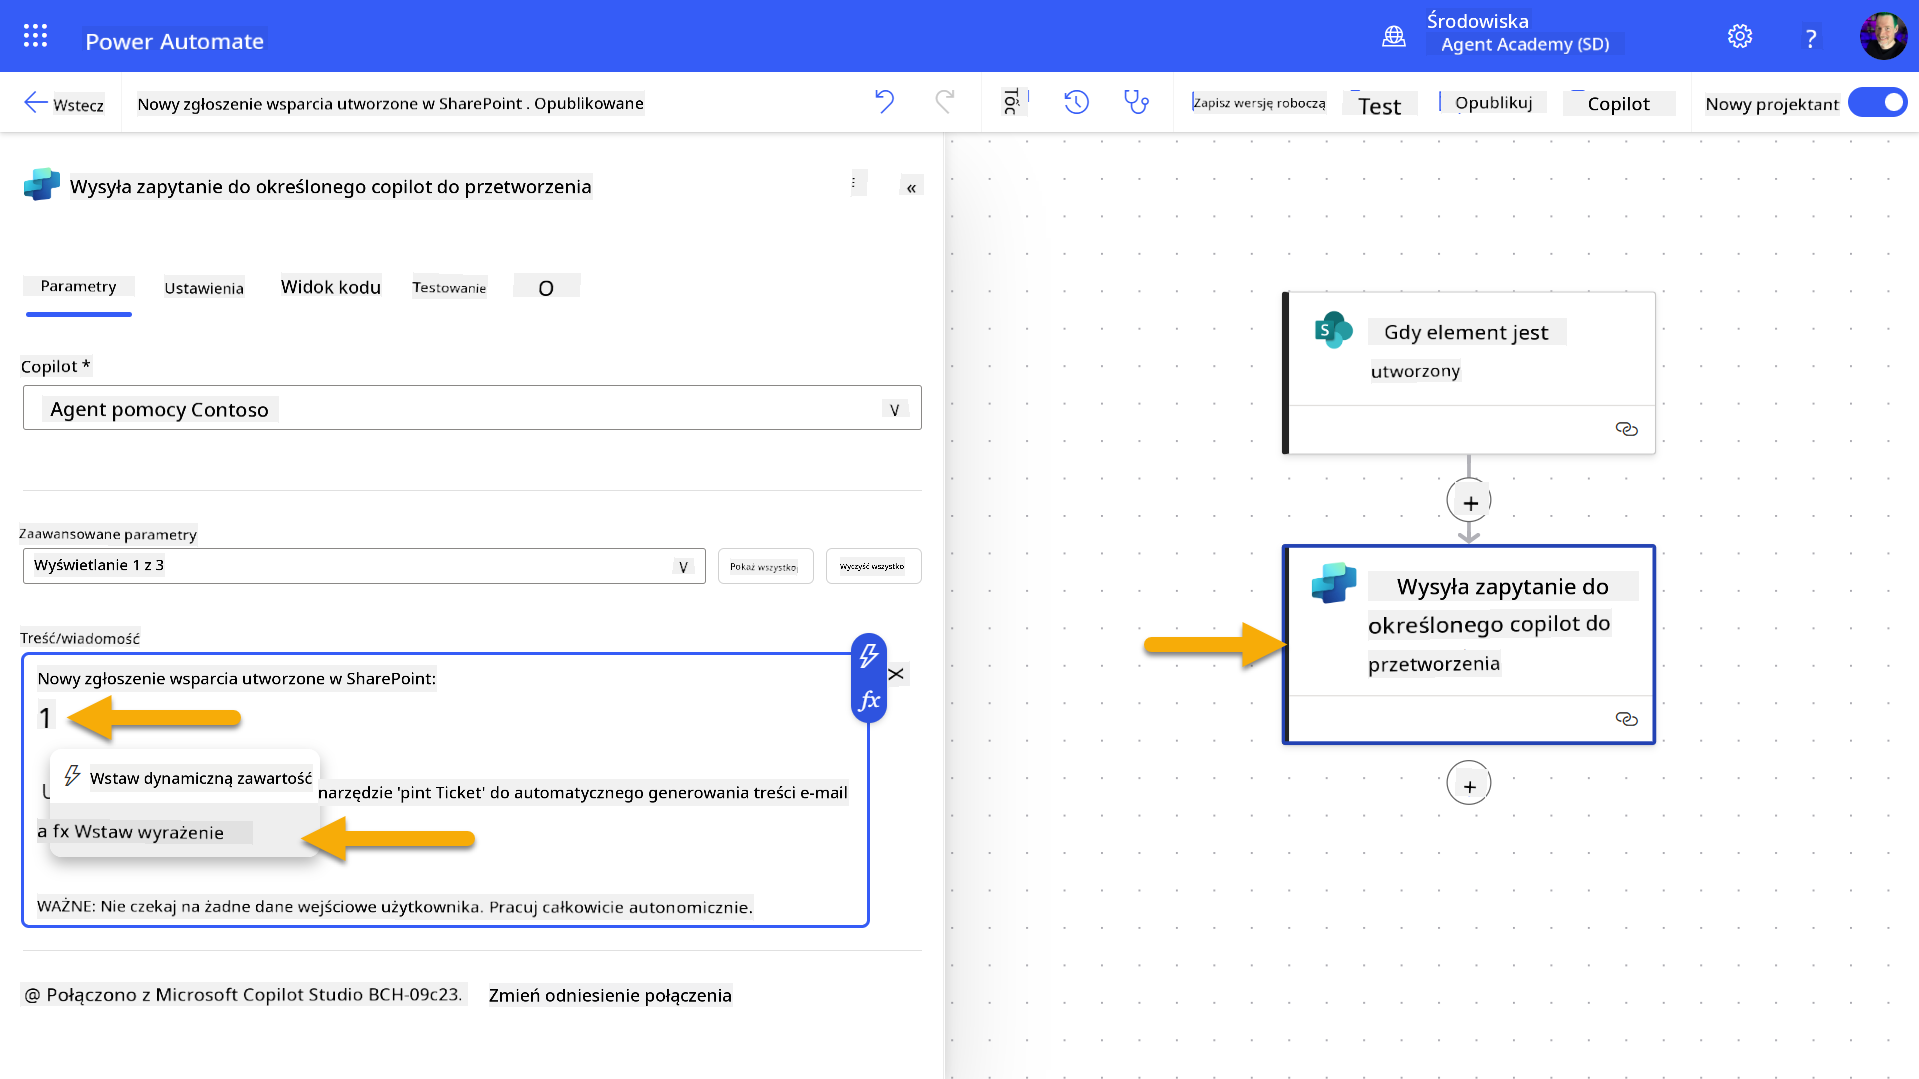 Power Automate
Środowiska
Agent Academy (SD)
?
Wstecz
Nowy zgłoszenie wsparcia utworzone w SharePoint . Opublikowane
Zapisz wersję roboczą
Test
Opublikuj
Copilot
Nowy projektant
Wysyła zapytanie do określonego copilot do przetworzenia
«
Parametry
Ustawienia
Widok kodu
Testowanie
O
Copilot *
Agent pomocy Contoso
V
Zaawansowane parametry
Wyświetlanie 1 z 3
V
Pokaż wszystko
Wyczyść wszystko
Treść/wiadomość
Nowy zgłoszenie wsparcia utworzone w SharePoint:
1
fx
Wstaw dynamiczną zawartość
narzędzie 'pint Ticket' do automatycznego generowania treści e-mail
a fx Wstaw wyrażenie
WAŻNE: Nie czekaj na żadne dane wejściowe użytkownika. Pracuj całkowicie autonomicznie.
@ Połączono z Microsoft Copilot Studio BCH-09c23.
Zmień odniesienie połączenia
S
Gdy element jest
utworzony
+
Wysyła zapytanie do
określonego copilot do
przetworzenia
+